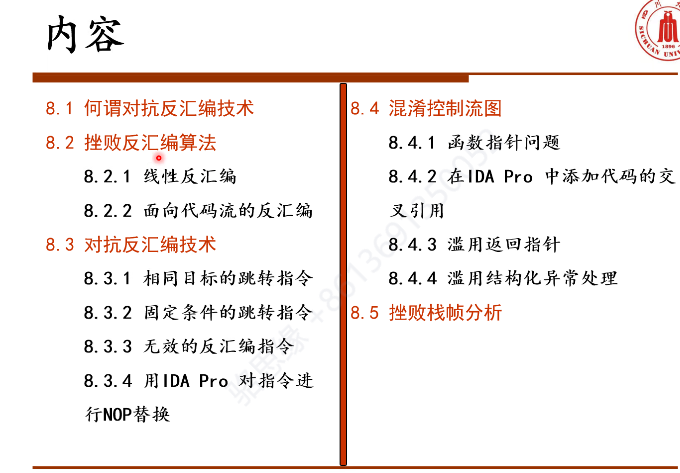 内容
8.1 何谓对抗反汇编技术
8.2 挫败反汇编算法
8.2.1 线性反汇编
8.2.2 面向代码流的反汇编
8.3 对抗反汇编技术
8.3.1 相同目标的跳转指令
8.3.2 固定条件的跳转指令
8.3.3 无效的反汇编指令
8.3.4 用IDA Pro 对指令进
行NOP替换
8.4 混淆控制流图
8.4.1 函数指针问题
8.4.2 在IDA Pro 中添加代码的交
叉引用
8.4.3 滥用返回指针
8.4.4 滥用结构化异常处理
8.5 挫败栈帧分析
1896